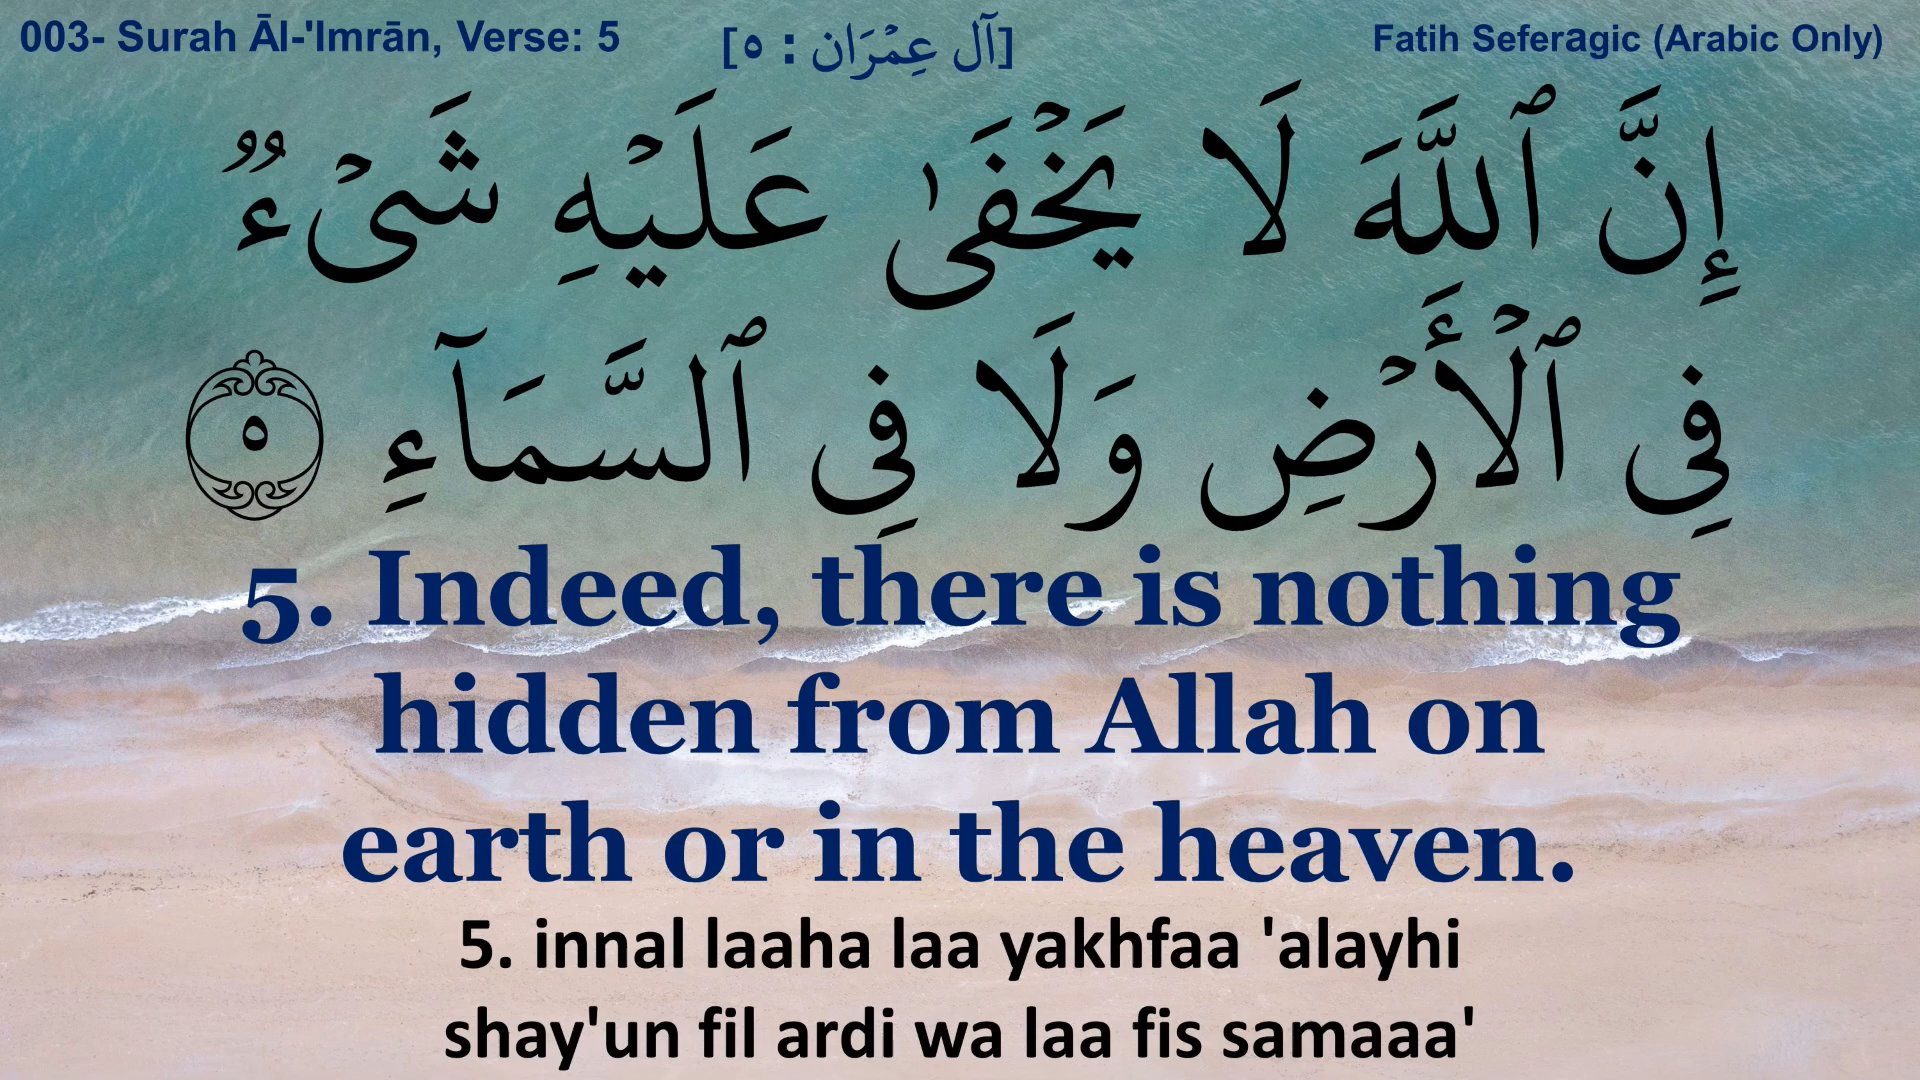 003- Surah Āl-'Imrān, Verse: 5
[آل عِمْرَان : ٥]
Fatih Seferagic (Arabic Only)
إِنَّ ٱللَّهَ لَا يَخْفَىٰ عَلَيْهِ شَىْءٌ
فِى ٱلْأَرْضِ وَلَا فِى ٱلسَّمَآءِ ٥
5. Indeed, there is nothing
hidden from Allah on
earth or in the heaven.
5. innal laaha laa yakhfaa 'alayhi
shay'un fil ardi wa laa fis samaaa'